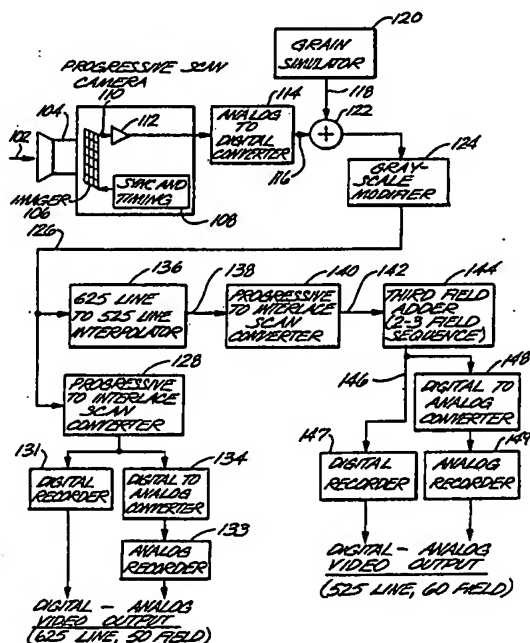 120
GRAIN
SIMULATOR
PROGRESSIVE SCAN
CAMERA
110
104
112
114
118
102
ANALOG
TO
DIGITAL
CONVERTER
+
122
116
124
IMAGER
106
SYNC AND
TIMING
108
GRAY-
SCALE
MODIFIER
126
136
138
140
142
144
625 LINE
TO 525 LINE
INTERPOLATOR
PROGRESSIVE
TO INTERLACE
SCAN
CONVERTER
THIRD FIELD
ADDER
(2-3 FIELD
SEQUENCE)
128
146
148
PROGRESSIVE
TO INTERLACE
SCAN
CONVERTER
DIGITAL TO
ANALOG
CONVERTER
131
134
147
149
DIGITAL
RECORDER
DIGITAL TO
ANALOG
CONVERTER
DIGITAL
RECORDER
ANALOG
RECORDER
133
ANALOG
RECORDER
DIGITAL - ANALOG
VIDEO OUTPUT
(525 LINE, 60 FIELD)
DIGITAL - ANALOG
VIDEO OUTPUT
(625 LINE, 50 FIELD)